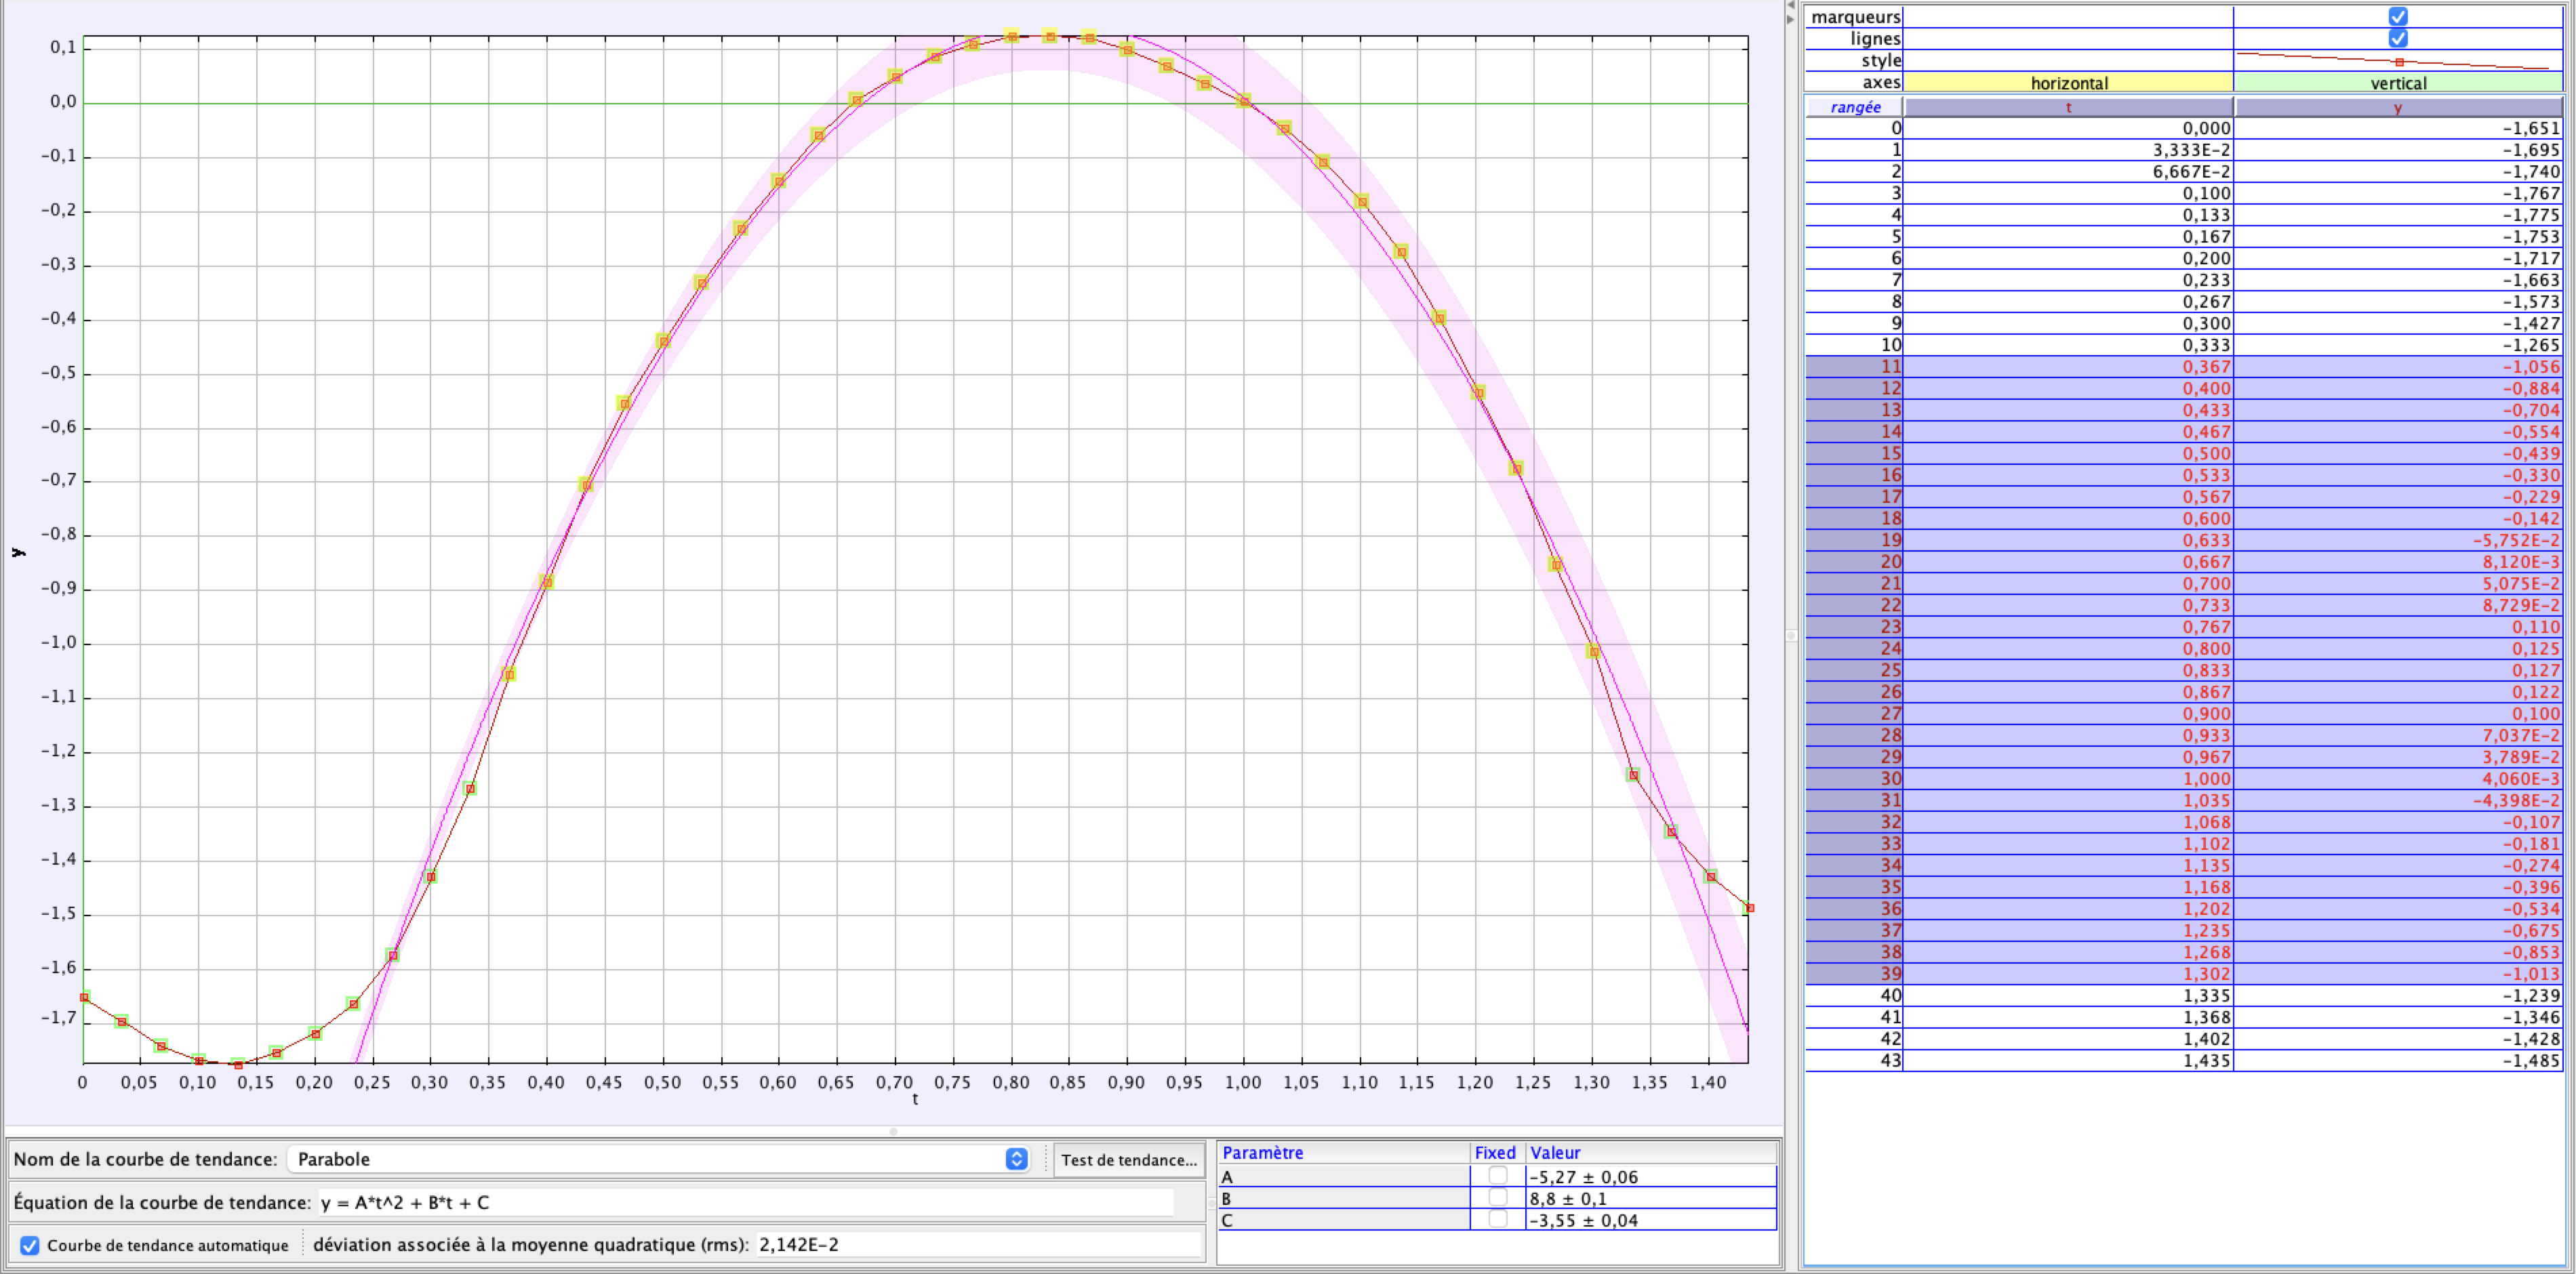 0,1
0,0
-0,1
-0,2
-0,3
-0,4
-0,5
-0,6
-0,7
-0,8
-0,9
-1,0
-1,1
-1,2
-1,3
-1,4
-1,5
-1,6
-1,7
y
0 0,05 0,10 0,15 0,20 0,25 0,30 0,35 0,40 0,45 0,50 0,55 0,60 0,65 0,70 0,75 0,80 0,85 0,90 0,95 1,00 1,05 1,10 1,15 1,20 1,25 1,30 1,35 1,40
t
Nom de la courbe de tendance: Parabole Test de tendance...
Équation de la courbe de tendance: y = A*t^2 + B*t + C
Courbe de tendance automatique déviation associée à la moyenne quadratique (rms): 2,142E-2
Paramètre Fixed Valeur
A -5,27 ± 0,06
B 8,8 ± 0,1
C -3,55 ± 0,04
marqueurs
lignes
style
axes horizontal vertical
rangée t y
0 0,000 -1,651
1 3,333E-2 -1,695
2 6,667E-2 -1,740
3 0,100 -1,767
4 0,133 -1,775
5 0,167 -1,753
6 0,200 -1,717
7 0,233 -1,663
8 0,267 -1,573
9 0,300 -1,427
10 0,333 -1,265
11 0,367 -1,056
12 0,400 -0,884
13 0,433 -0,704
14 0,467 -0,554
15 0,500 -0,439
16 0,533 -0,330
17 0,567 -0,229
18 0,600 -0,142
19 0,633 -5,752E-2
20 0,667 8,120E-3
21 0,700 5,075E-2
22 0,733 8,729E-2
23 0,767 0,110
24 0,800 0,125
25 0,833 0,127
26 0,867 0,122
27 0,900 0,100
28 0,933 7,037E-2
29 0,967 3,789E-2
30 1,000 4,060E-3
31 1,035 -4,398E-2
32 1,068 -0,107
33 1,102 -0,181
34 1,135 -0,274
35 1,168 -0,396
36 1,202 -0,534
37 1,235 -0,675
38 1,268 -0,853
39 1,302 -1,013
40 1,335 -1,239
41 1,368 -1,346
42 1,402 -1,428
43 1,435 -1,485